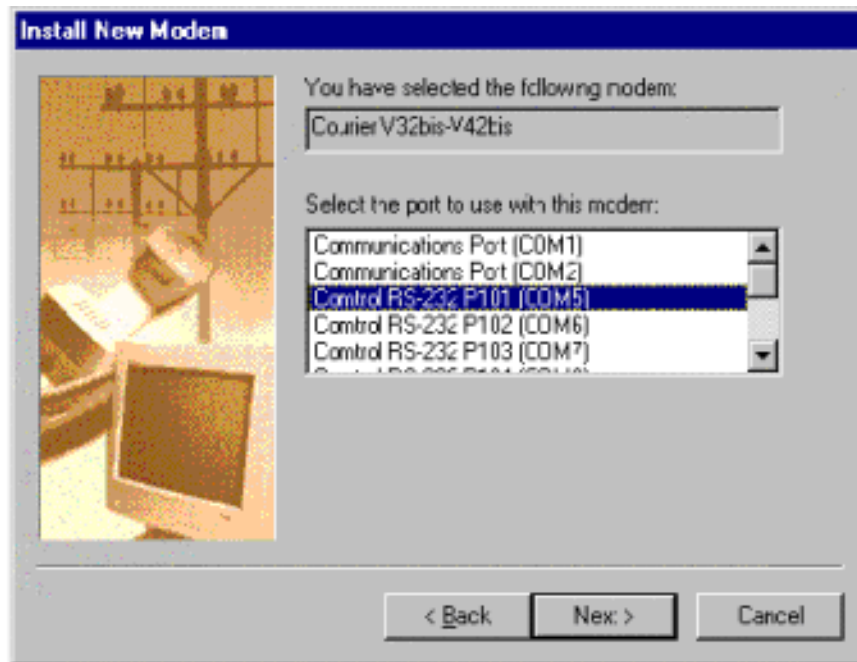 Install New Modem
You have selected the following modem:
Courier V32bis-V42bis
Select the port to use with this modem:
Communications Port (COM1)
Communications Port (COM2)
Comtrol RS-232 P101 (COM5)
Comtrol RS-232 P102 (COM6)
Comtrol RS-232 P103 (COM7)
< Back
Next >
Cancel